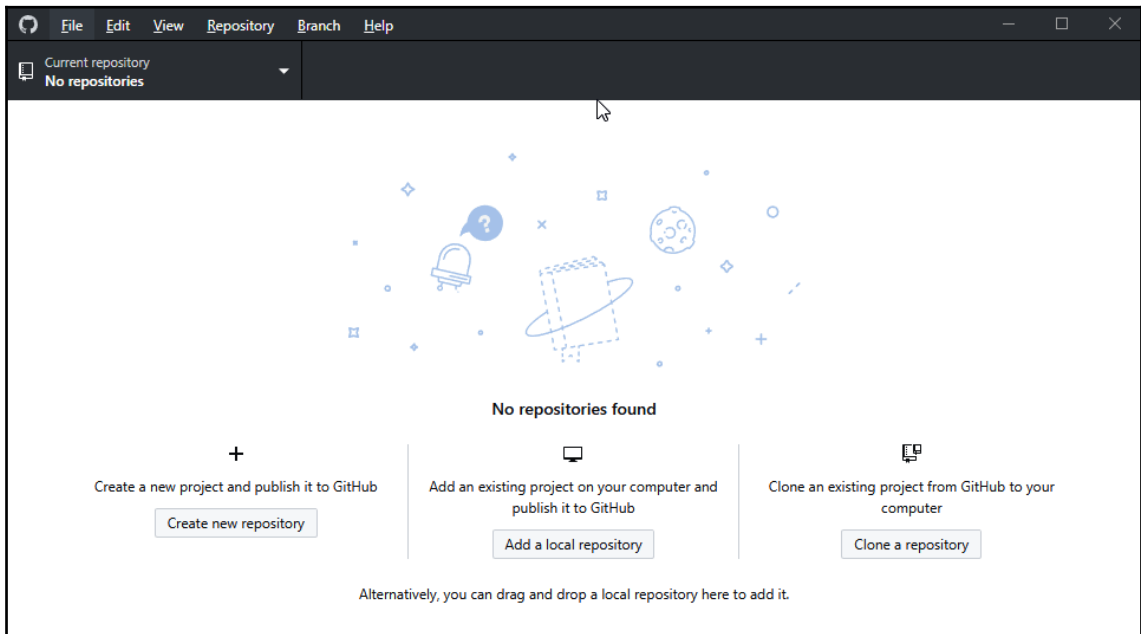 File Edit View Repository Branch Help
Current repository
No repositories
?
No repositories found
Create a new project and publish it to GitHub
Create new repository
Add an existing project on your computer and
publish it to GitHub
Add a local repository
Clone an existing project from GitHub to your
computer
Clone a repository
Alternatively, you can drag and drop a local repository here to add it.